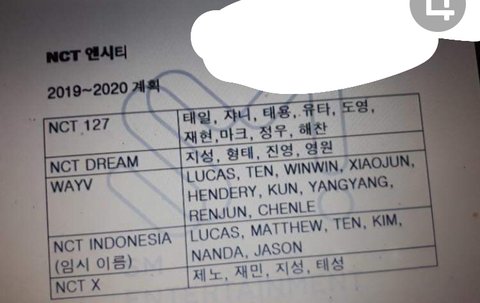 NCT 엔시티
2019~2020 계획
NCT 127
태일, 쟈니, 태용, 유타, 도영,
재현,마크, 정우, 해찬
NCT DREAM
지성, 형태, 진영, 영원
WAYV
LUCAS, TEN, WINWIN, XIAOJUN,
HENDERY, KUN, YANGYANG,
RENJUN, CHENLE
NCT INDONESIA
(임시 이름)
LUCAS, MATTHEW, TEN, KIM,
NANDA, JASON
NCT X
제노, 재민, 지성, 태성
ENTERTAINMENT